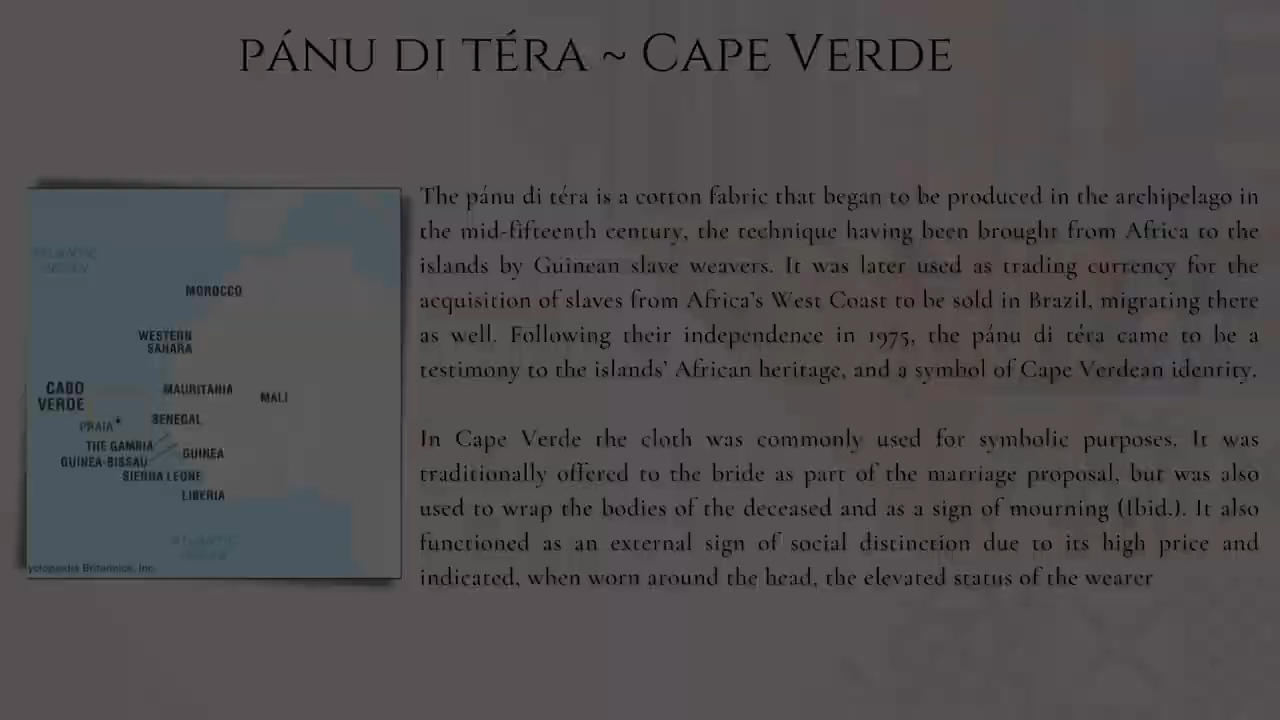 PÁNU DI TÉRA ~ CAPE VERDE
ATLANTIC
OCEAN
MOROCCO
WESTERN
SAHARA
CABO
VERDE
MAURITANIA
MALI
PRAIA
SENEGAL
THE GAMBIA
GUINEA
GUINEA-BISSAU
SIERRA LEONE
LIBERIA
ATLANTIC
OCEAN
yclopædia Britannica, Inc.
The pánu di téra is a cotton fabric that began to be produced in the archipelago in
the mid-fifteenth century, the technique having been brought from Africa to the
islands by Guinean slave weavers. It was later used as trading currency for the
acquisition of slaves from Africa's West Coast to be sold in Brazil, migrating there
as well. Following their independence in 1975, the pánu di téra came to be a
testimony to the islands' African heritage, and a symbol of Cape Verdean identity.
In Cape Verde the cloth was commonly used for symbolic purposes. It was
traditionally offered to the bride as part of the marriage proposal, but was also
used to wrap the bodies of the deceased and as a sign of mourning (Ibid.). It also
functioned as an external sign of social distinction due to its high price and
indicated, when worn around the head, the elevated status of the wearer